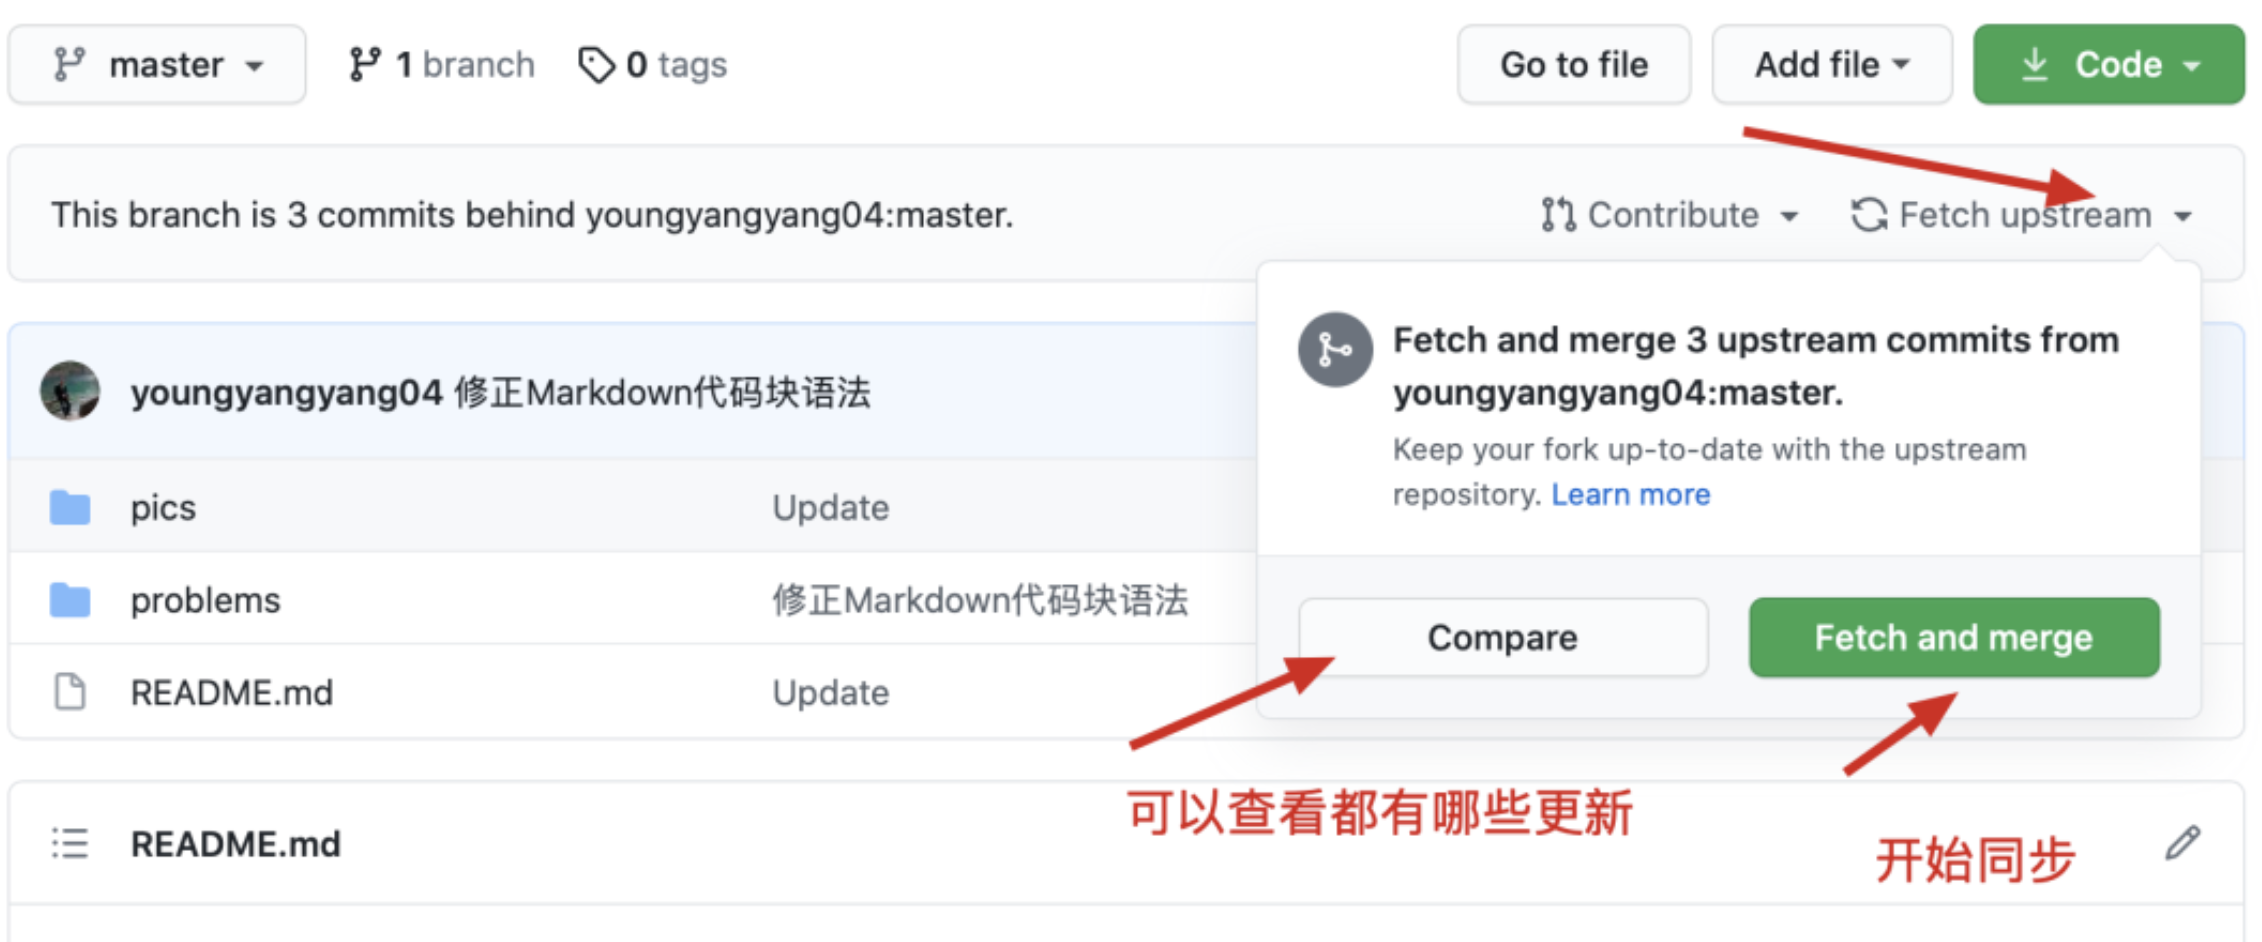 master
1 branch
0 tags
Go to file
Add file
Code
This branch is 3 commits behind youngyangyang04:master.
Contribute
Fetch upstream
Fetch and merge 3 upstream commits from
youngyangyang04:master.
Keep your fork up-to-date with the upstream
repository. Learn more
Compare
Fetch and merge
youngyangyang04 修正Markdown代码块语法
pics
Update
problems
修正Markdown代码块语法
README.md
Update
可以查看都有哪些更新
开始同步
README.md